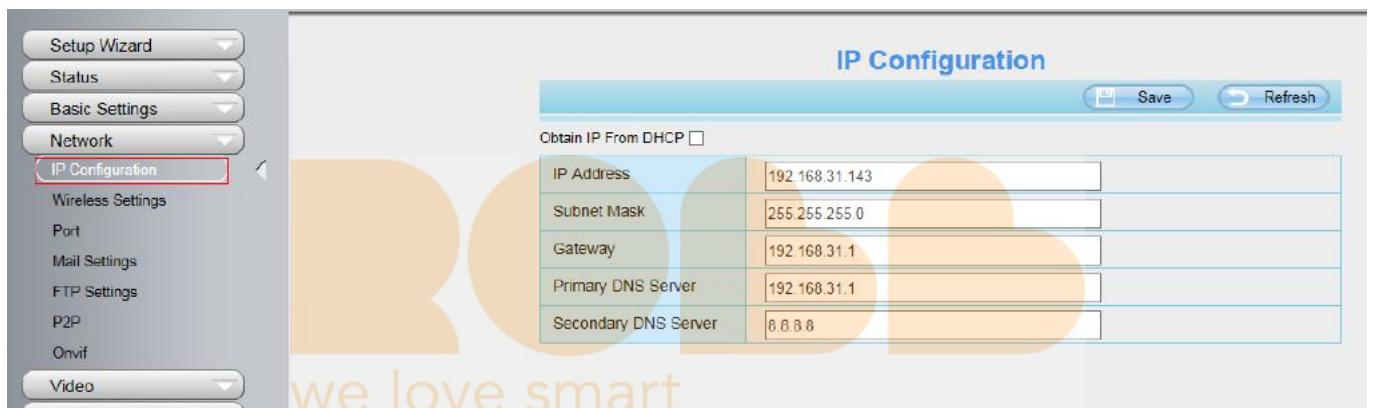 Setup Wizard
Status
Basic Settings
Network
IP Configuration
Wireless Settings
Port
Mail Settings
FTP Settings
P2P
Onvif
Video
IP Configuration
Save Refresh
Obtain IP From DHCP
IP Address 192.168.31.143
Subnet Mask 255.255.255.0
Gateway 192.168.31.1
Primary DNS Server 192.168.31.1
Secondary DNS Server 8.8.8.8
ROBB
we love smart